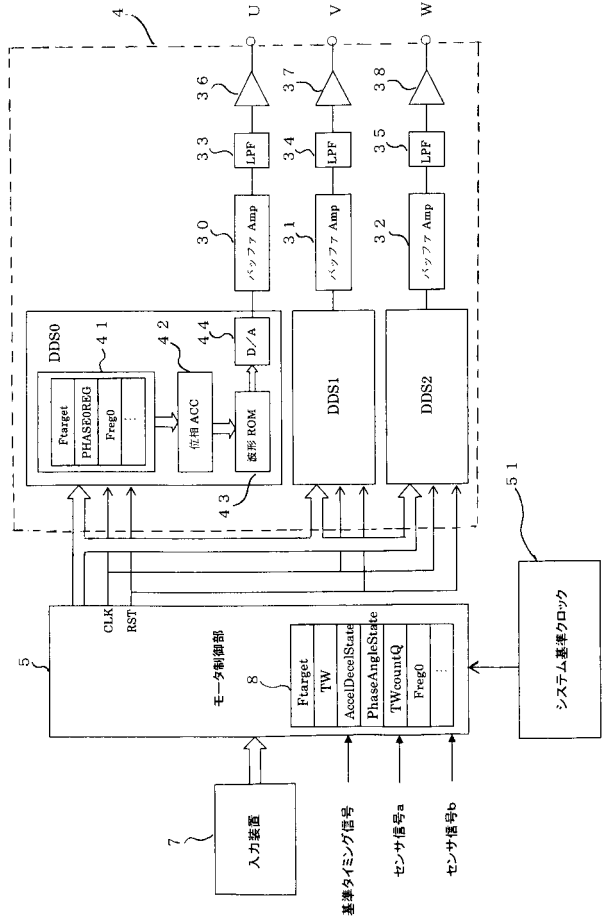 4
U
V
W
36
37
38
33
34
35
LPF
LPF
LPF
30
31
32
バッファ Amp
バッファ Amp
バッファ Amp
DDS0
41
Ftarget
PHASE0REG
Freg0
⋮
42
位相 ACC
43
波形 ROM
44
D/A
DDS1
DDS2
CLK
RST
5
モータ制御部
8
Ftarget
TW
AccelDecelState
PhaseAngleState
TWcountQ
Freg0
⋮
51
システム基準クロック
7
入力装置
基準タイミング信号
センサ信号a
センサ信号b